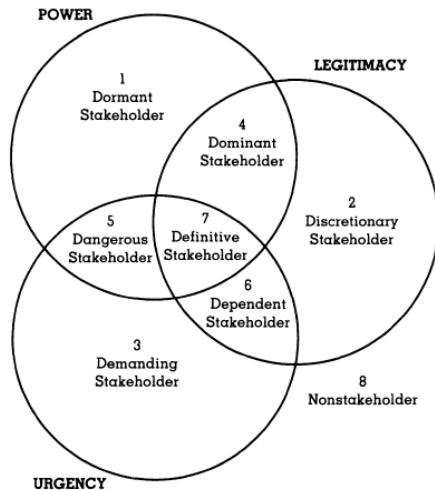 POWER
1
Dormant
Stakeholder
LEGITIMACY
4
Dominant
Stakeholder
2
Discretionary
Stakeholder
5
Dangerous
Stakeholder
7
Definitive
Stakeholder
6
Dependent
Stakeholder
3
Demanding
Stakeholder
8
Nonstakeholder
URGENCY